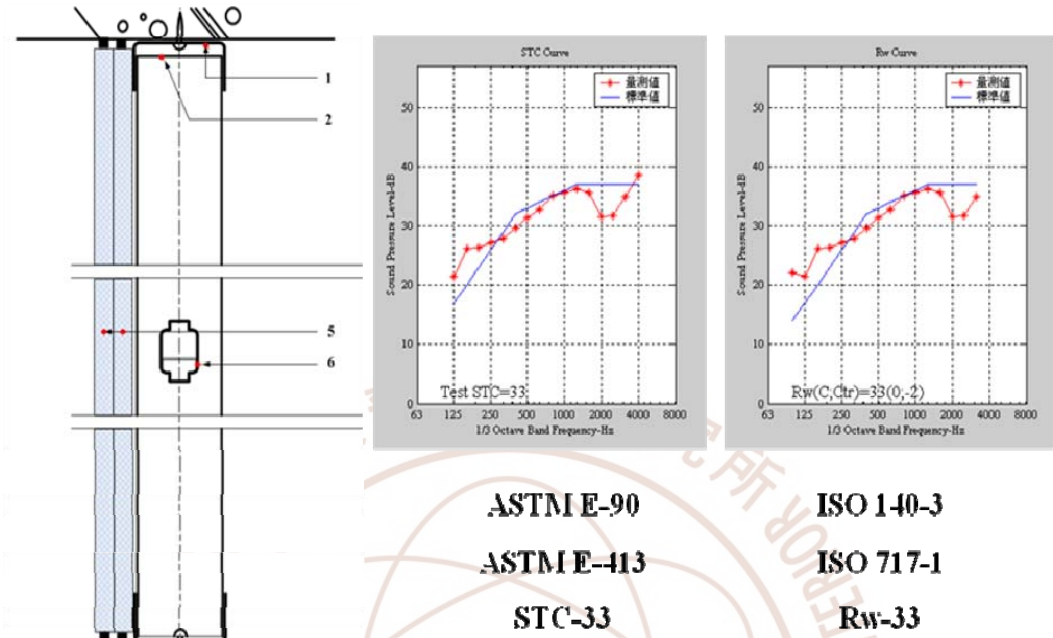 1
2
5
6
STC Curve
量測值
標準值
Sound Pressure Level-dB
50
40
30
20
10
0
Test STC=33
63 125 250 500 1000 2000 4000 8000
1/3 Octave Band Frequency-Hz
Rw Curve
量測值
標準值
Sound Pressure Level-dB
50
40
30
20
10
0
Rw(C,Ctr)=33(0,-2)
63 125 250 500 1000 2000 4000 8000
1/3 Octave Band Frequency-Hz
ASTM E-90
ISO 140-3
ASTM E-413
ISO 717-1
STC-33
Rw-33
究所